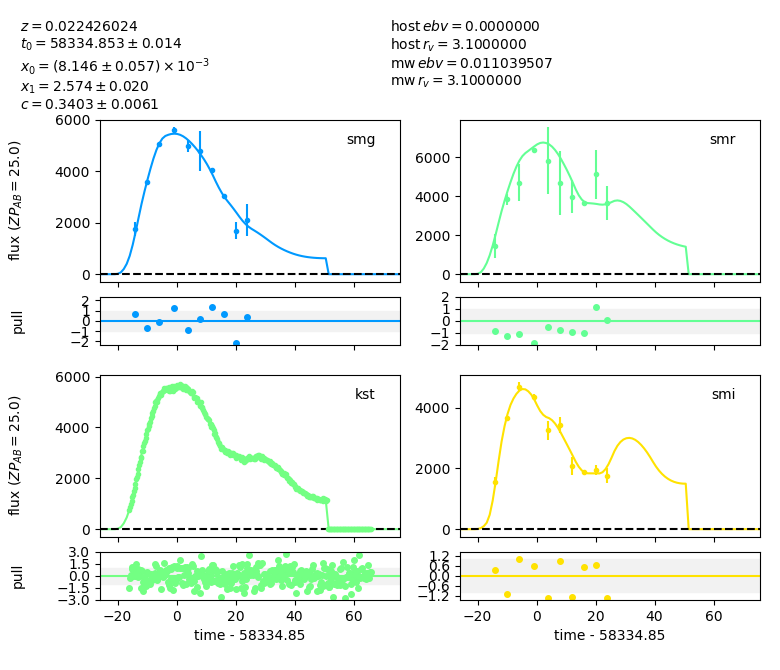 z = 0.022426024
t₀ = 58334.853 ± 0.014
x₀ = (8.146 ± 0.057) × 10⁻³
x₁ = 2.574 ± 0.020
c = 0.3403 ± 0.0061
host ebv = 0.0000000
host r_v = 3.1000000
mw ebv = 0.011039507
mw r_v = 3.1000000
flux (ZP_AB = 25.0)
6000
4000
2000
0
smg
6000
4000
2000
0
smr
pull
2
1
0
−1
−2
2
1
0
−1
−2
flux (ZP_AB = 25.0)
6000
4000
2000
0
kst
4000
2000
0
smi
pull
3.0
1.5
0.0
−1.5
−3.0
1.2
0.6
0.0
−0.6
−1.2
−20 0 20 40 60
−20 0 20 40 60
time - 58334.85
time - 58334.85